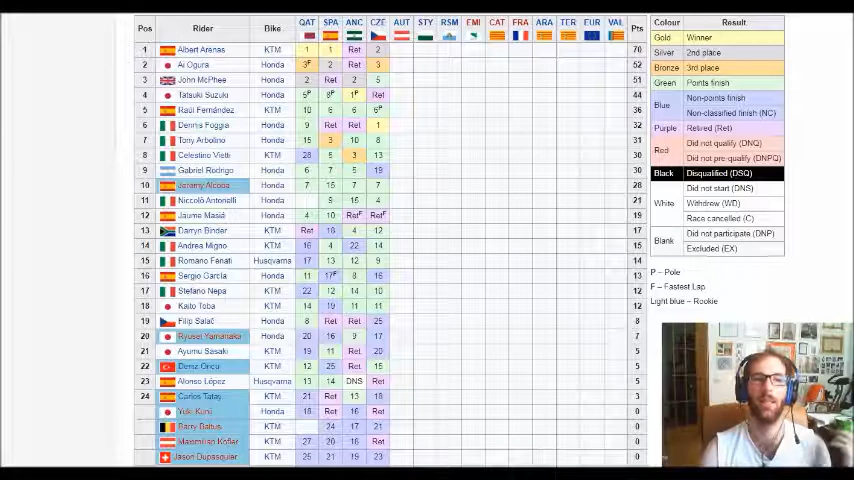 Pos Rider Bike QAT SPA ANC CZE AUT STY RSM EMI CAT FRA ARA TER EUR VAL
1 Albert Arenas KTM 1 1 Ret 2 70
2 Ai Ogura Honda 3F 2 Ret 3 52
3 John McPhee Honda 2 Ret 2 5 51
4 Tatsuki Suzuki Honda 5P 8P 1P Ret 44
5 Raúl Fernández KTM 10 6 6 6P 36
6 Dennis Foggia Honda 9 Ret Ret 1 32
7 Tony Arbolino Honda 15 3 10 8 31
8 Celestino Vietti KTM 28 5 3 13 30
9 Gabriel Rodrigo Honda 6 7 5 19 30
10 Jeremy Alcoba Honda 7 15 7 7 28
11 Niccolò Antonelli Honda 9 15 4 21
12 Jaume Masiá Honda 4 10 RetF RetF 19
13 Darryn Binder KTM Ret 18 4 12 17
14 Andrea Migno KTM 16 4 22 14 15
15 Romano Fenati Husqvarna 17 13 12 9 14
16 Sergio García Honda 11 17F 8 16 13
17 Stefano Nepa KTM 22 12 14 10 12
18 Kaito Toba KTM 14 19 11 11 12
19 Filip Salač Honda 8 Ret Ret 25 8
20 Ryusei Yamanaka Honda 20 16 9 17 7
21 Ayumu Sasaki KTM 19 11 Ret 20 5
22 Deniz Öncü KTM 12 25 Ret 15 5
23 Alonso López Husqvarna 13 14 DNS Ret 5
24 Carlos Tatay KTM 21 Ret 13 18 3
Yuki Kunii Honda 18 Ret 16 Ret 0
Barry Baltus KTM 24 17 21 0
Maximilian Kofler KTM 27 20 18 Ret 0
Jason Dupasquier KTM 25 21 19 23 0
Colour Result
Gold Winner
Silver 2nd place
Bronze 3rd place
Green Points finish
Blue Non-points finish
Non-classified finish (NC)
Purple Retired (Ret)
Red Did not qualify (DNQ)
Did not pre-qualify (DNPQ)
Black Disqualified (DSQ)
White Did not start (DNS)
Withdrew (WD)
Race cancelled (C)
Blank Did not participate (DNP)
Excluded (EX)
P – Pole
F – Fastest Lap
Light blue – Rookie